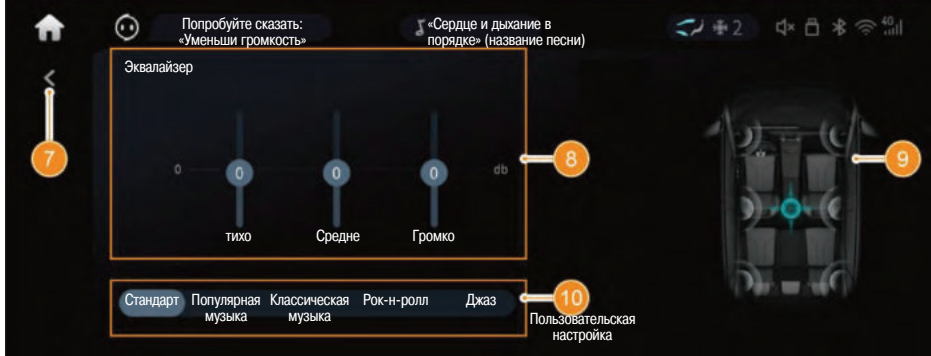 Попробуйте сказать:
«Уменьши громкость»
«Сердце и дыхание в
порядке» (название песни)
2
4G
Эквалайзер
7
0
0
0
0
db
8
9
тихо
Средне
Громко
Стандарт
Популярная
музыка
Классическая
музыка
Рок-н-ролл
Джаз
10
Пользовательская
настройка